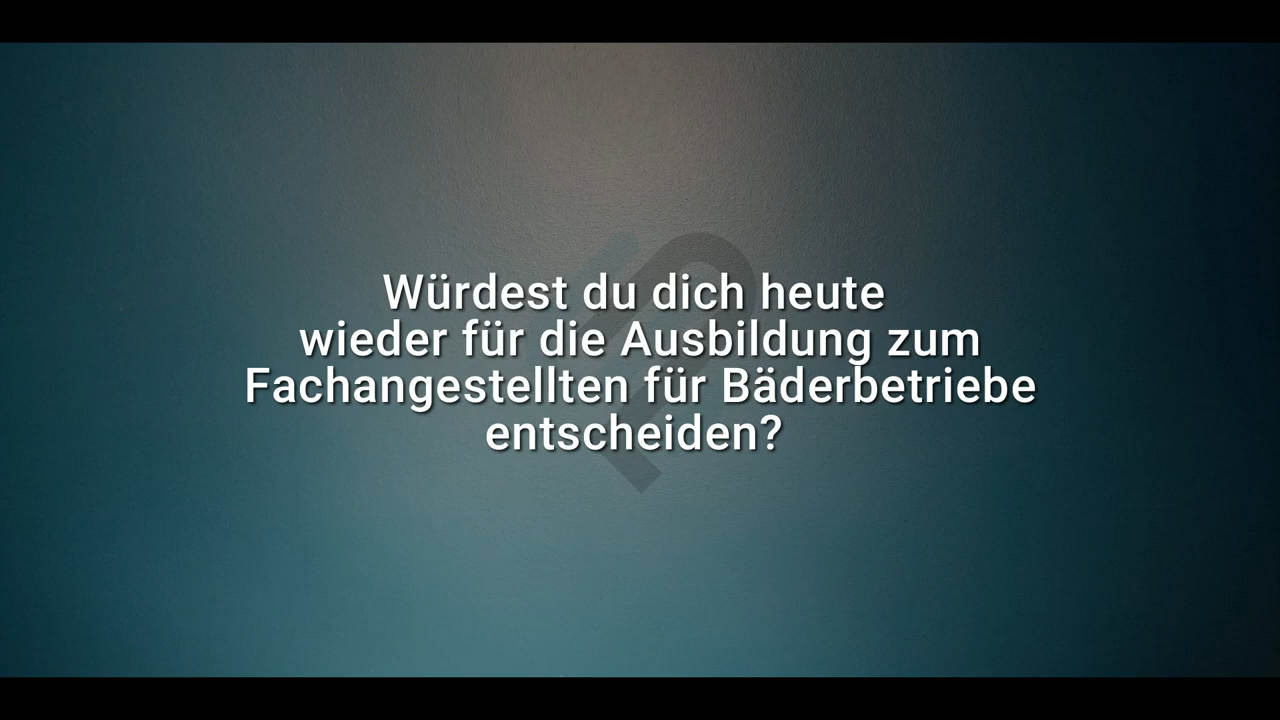 Würdest du dich heute
wieder für die Ausbildung zum
Fachangestellten für Bäderbetriebe
entscheiden?